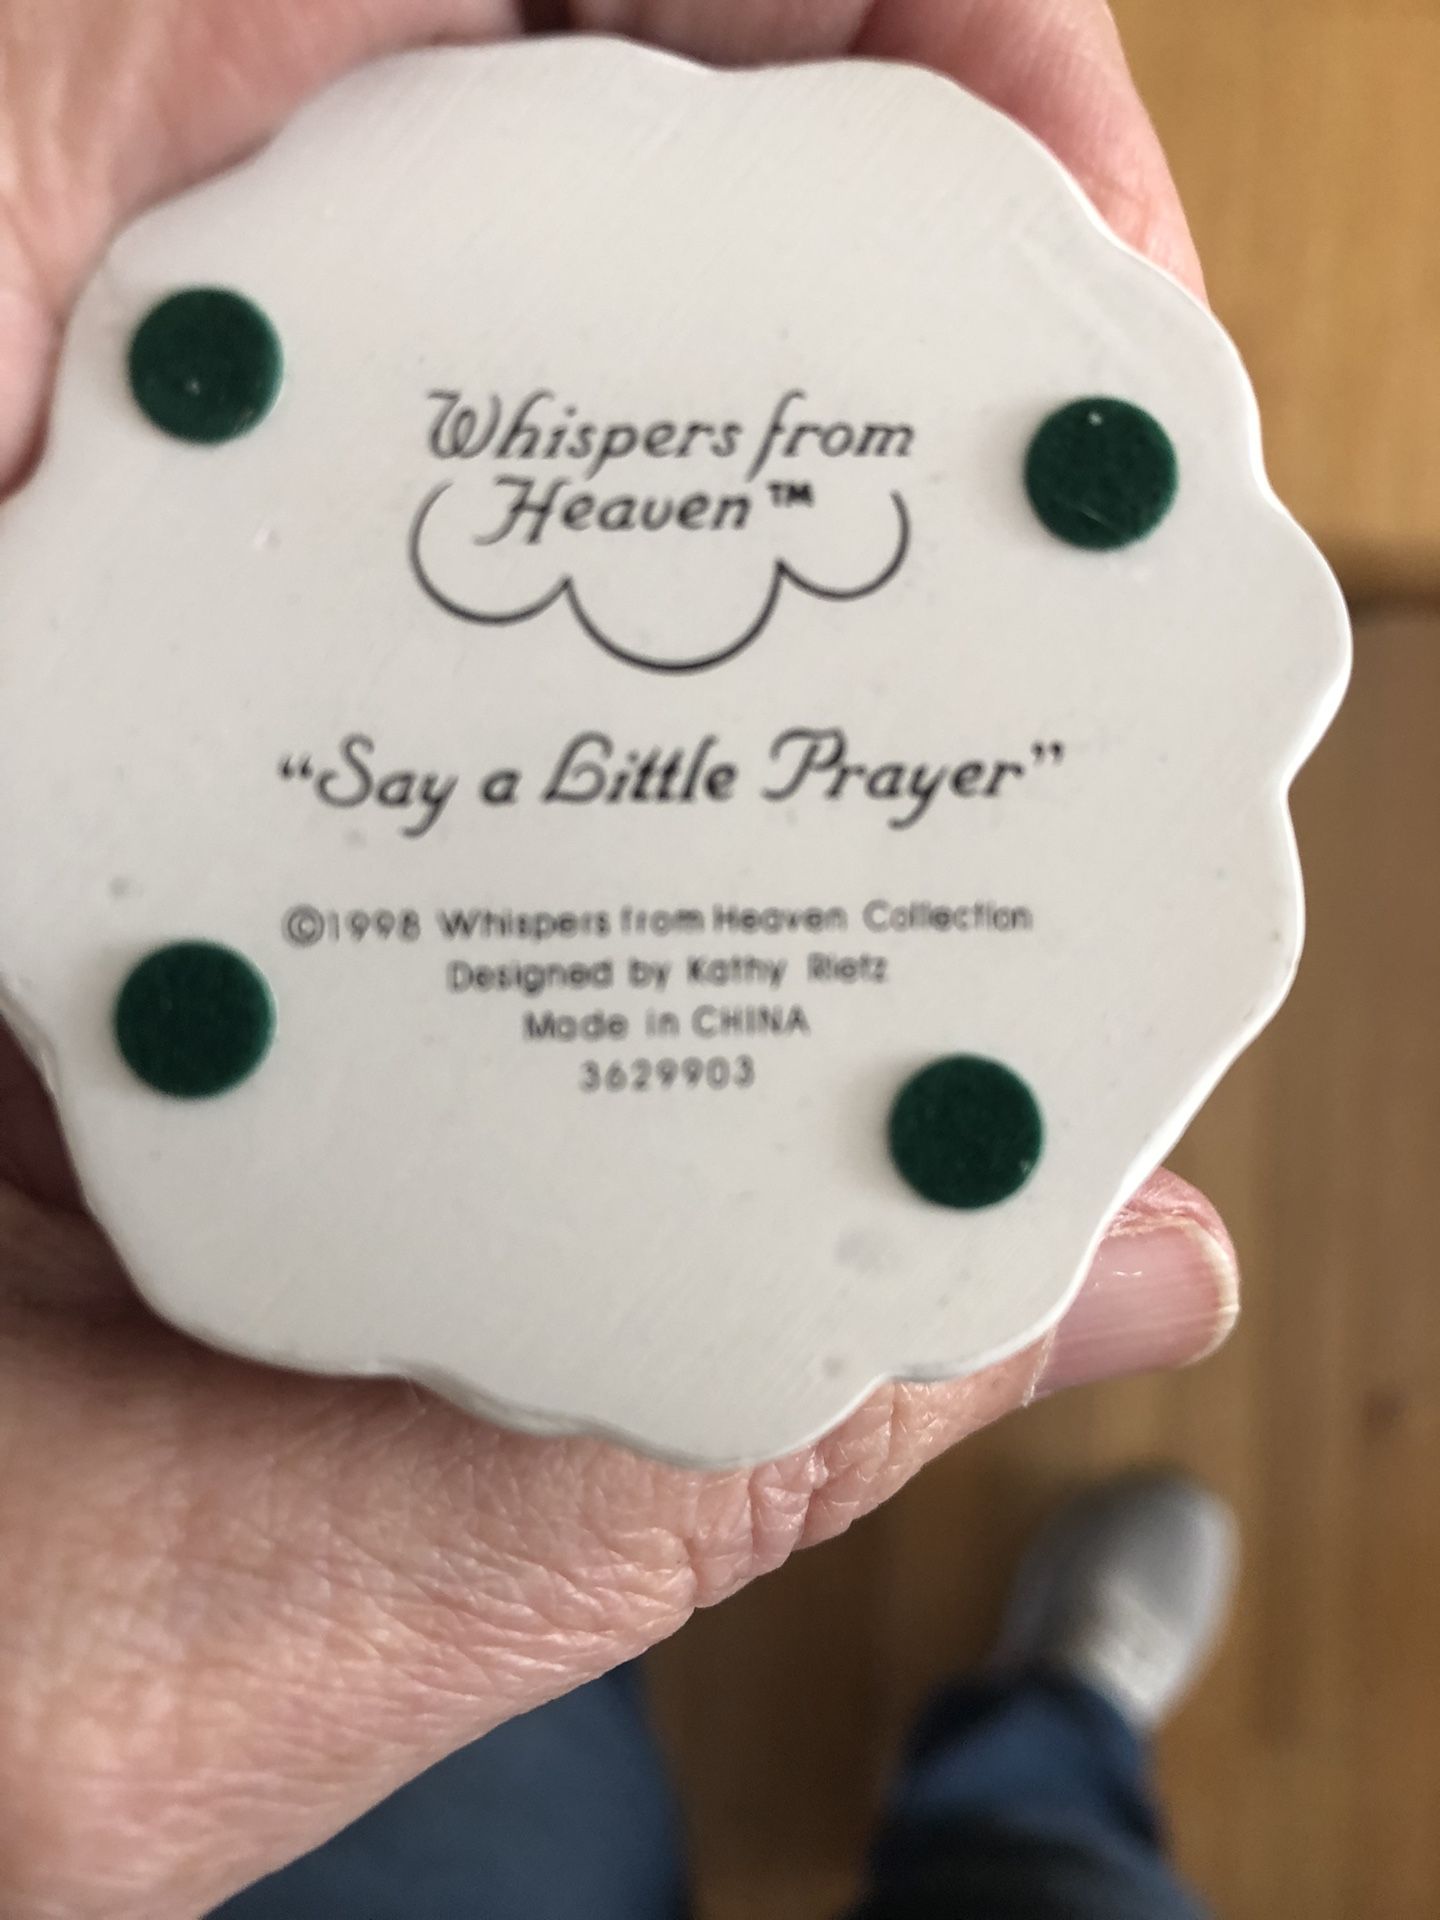 Whispers from
Heaven™
“Say a Little Prayer”
©1998 Whispers from Heaven Collection
Designed by Kathy Rietz
Made in CHINA
3629903